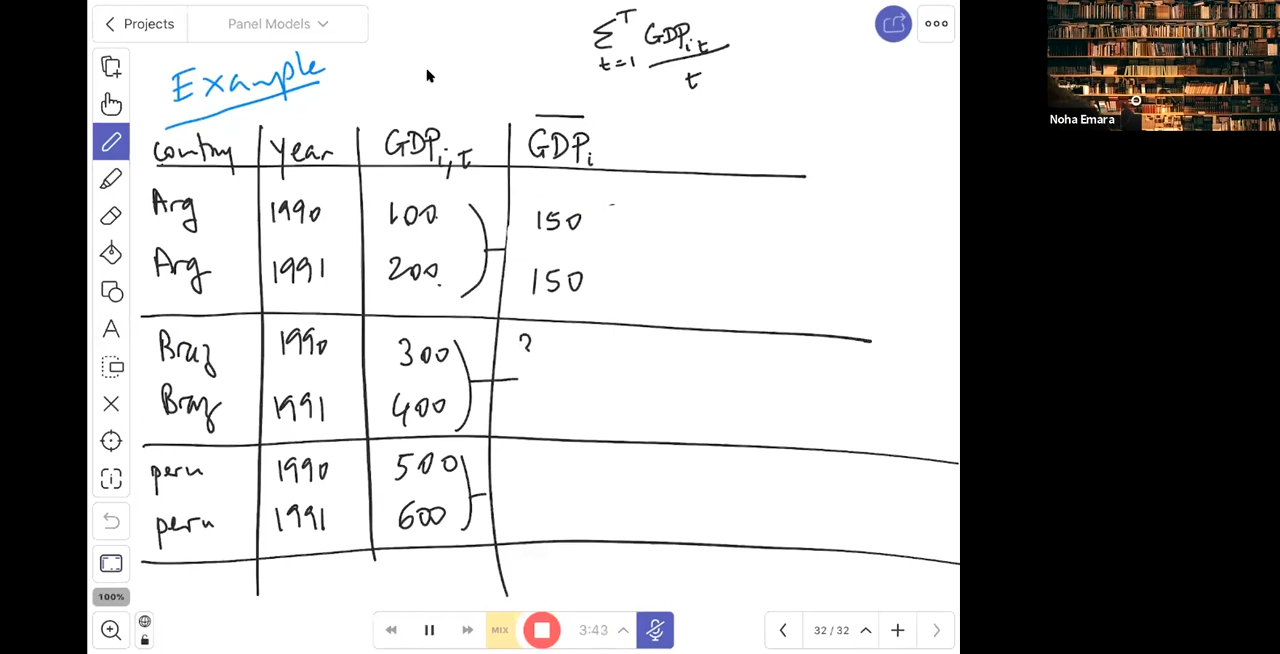 Projects
Panel Models
Σ^T_{t=1} GDP_{it} / t
Noha Emara
Example
country year GDP_{i,t} \overline{GDP}_i
Arg 1990 100 150
Arg 1991 200 150
Braz 1990 300 ?
Braz 1991 400
peru 1990 500
peru 1991 600
100%
MIX 3:43 32 / 32